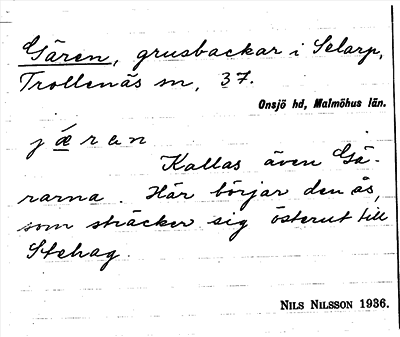 Gären, grusbackar i Selarp,
Trollenäs sn, 37.
Onsjö hd, Malmöhus län.
j ǽ r a n
Kallas även Gä-
rarna. Här börjar den ås,
som sträcker sig österut till
Stehag.
NILS NILSSON 1936.